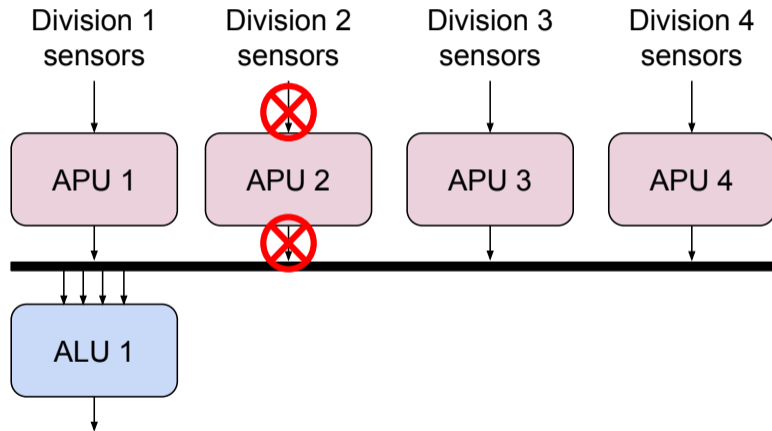 Division 1
sensors
Division 2
sensors
Division 3
sensors
Division 4
sensors
APU 1
APU 2
APU 3
APU 4
ALU 1